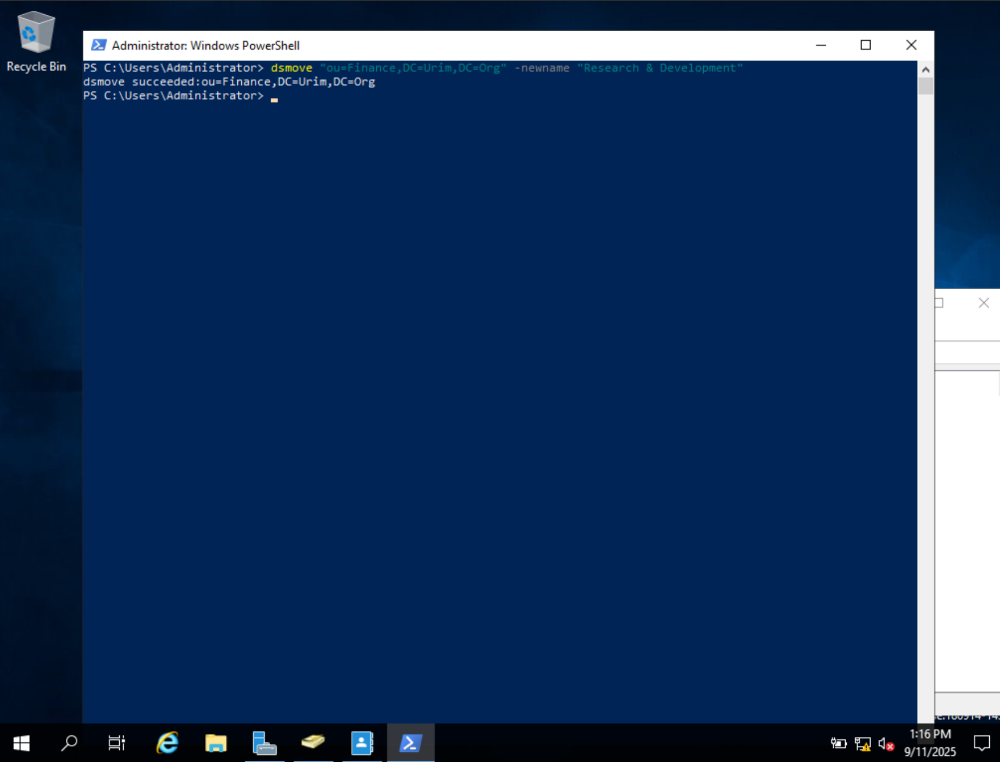 Recycle Bin
Administrator: Windows PowerShell
PS C:\Users\Administrator> dsmove "ou=Finance,DC=Urim,DC=Org" -newname "Research & Development"
dsmove succeeded:ou=Finance,DC=Urim,DC=Org
PS C:\Users\Administrator>
1:16 PM
9/11/2025